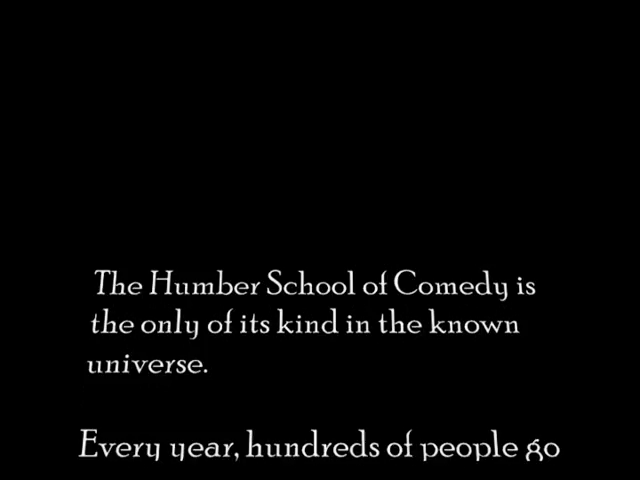 The Humber School of Comedy is
the only of its kind in the known
universe.
Every year, hundreds of people go